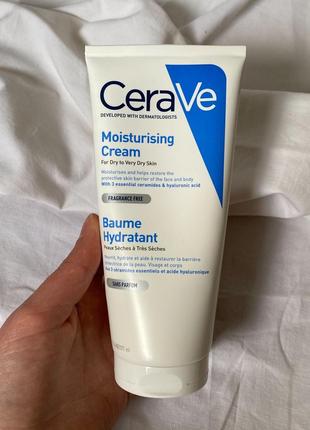 CeraVe
DEVELOPED WITH DERMATOLOGISTS
Moisturising
Cream
For Dry to Very Dry Skin
Moisturises and helps restore the
protective skin barrier of the face and body
With 3 essential ceramides & hyaluronic acid
FRAGRANCE FREE
Baume
Hydratant
Peaux Sèches à Très Sèches
Nourrit, hydrate et aide à restaurer la barrière
protectrice de la peau. Visage et corps
3 céramides essentiels et acide hyaluronique
SANS PARFUM